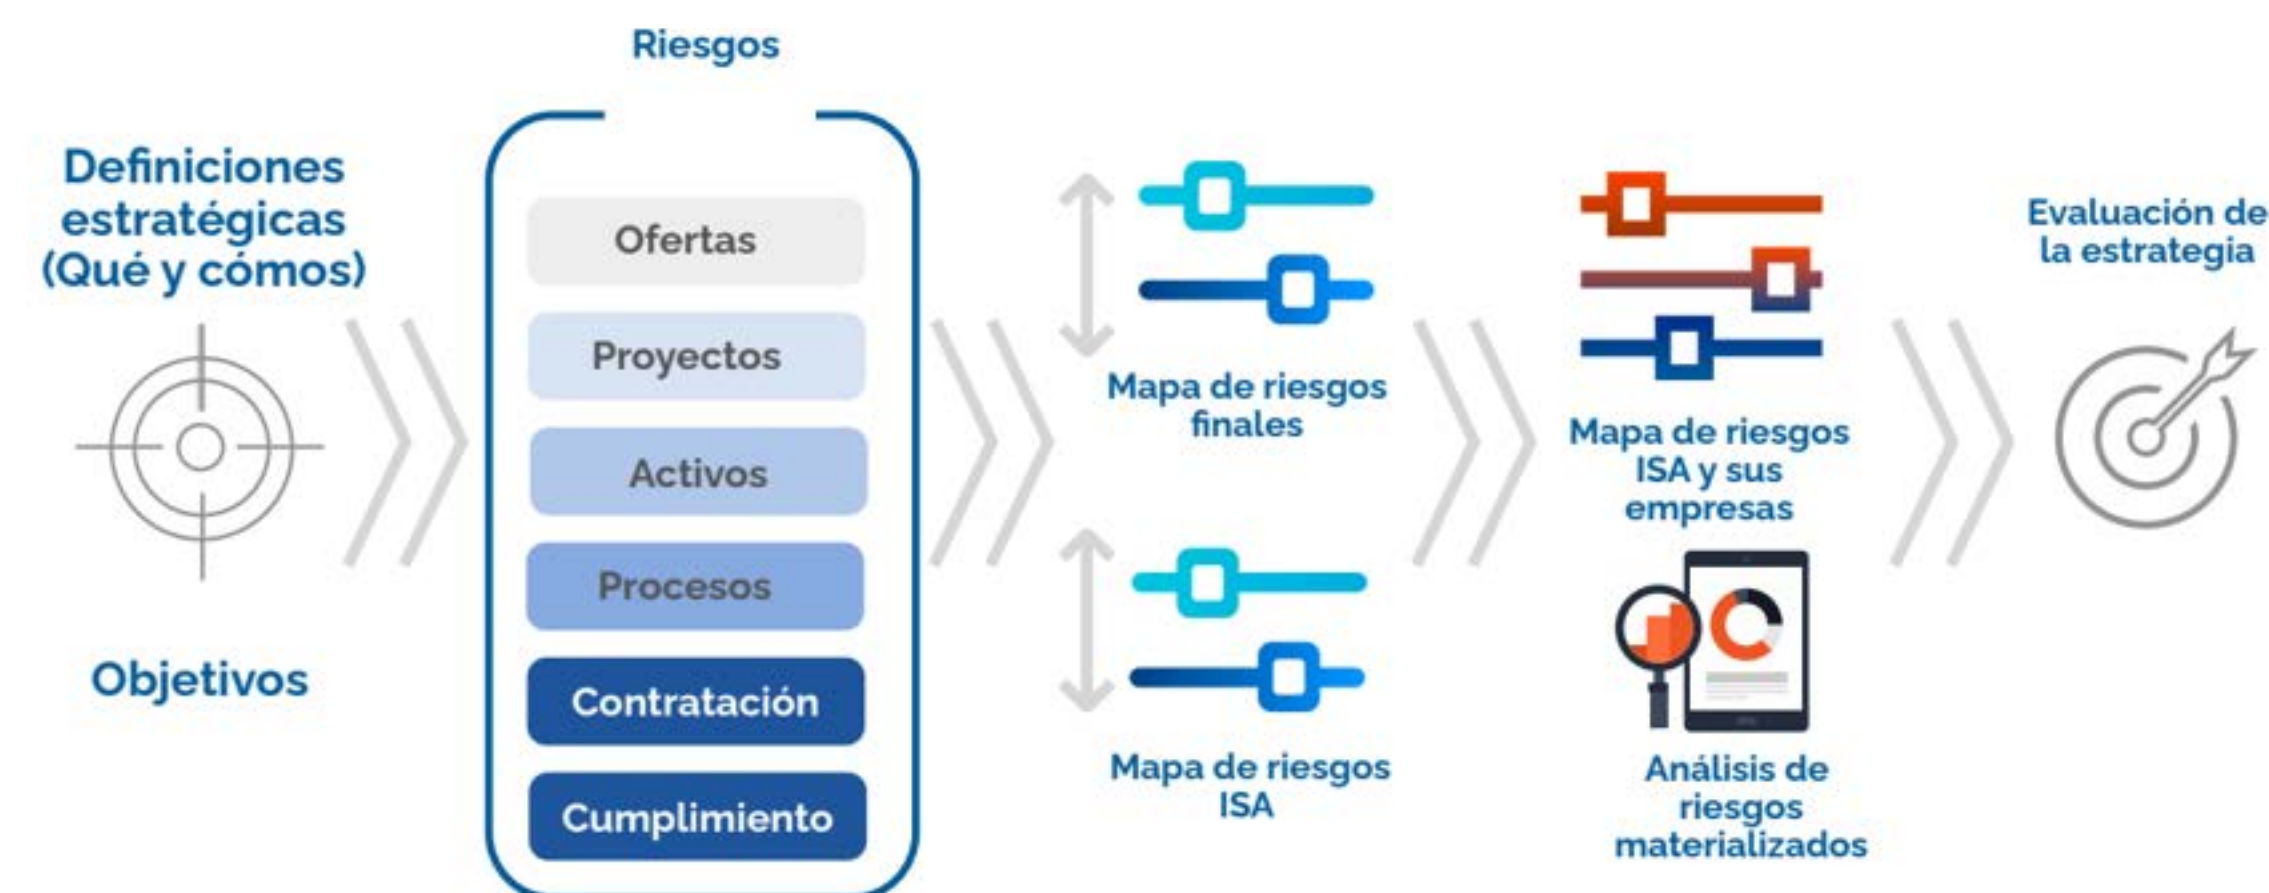 Riesgos
Definiciones
estratégicas
(Qué y cómos)
Objetivos
Ofertas
Proyectos
Activos
Procesos
Contratación
Cumplimiento
Mapa de riesgos
finales
Mapa de riesgos
ISA
Mapa de riesgos
ISA y sus
empresas
Análisis de
riesgos
materializados
Evaluación de
la estrategia